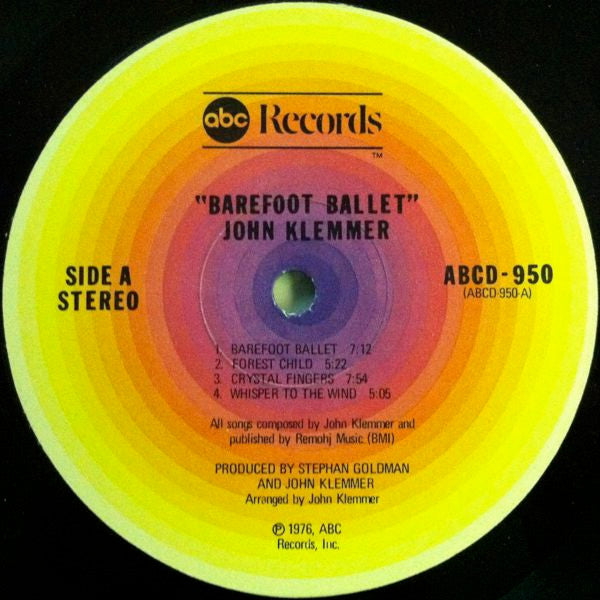 abc Records
TM
"BAREFOOT BALLET"
JOHN KLEMMER
SIDE A
STEREO
ABCD-950
(ABCD-950-A)
1. BAREFOOT BALLET 7:12
2. FOREST CHILD 5:22
3. CRYSTAL FINGERS 7:54
4. WHISPER TO THE WIND 5:05
All songs composed by John Klemmer and
published by Remohj Music (BMI)
PRODUCED BY STEPHAN GOLDMAN
AND JOHN KLEMMER
Arranged by John Klemmer
℗ 1976, ABC
Records, Inc.